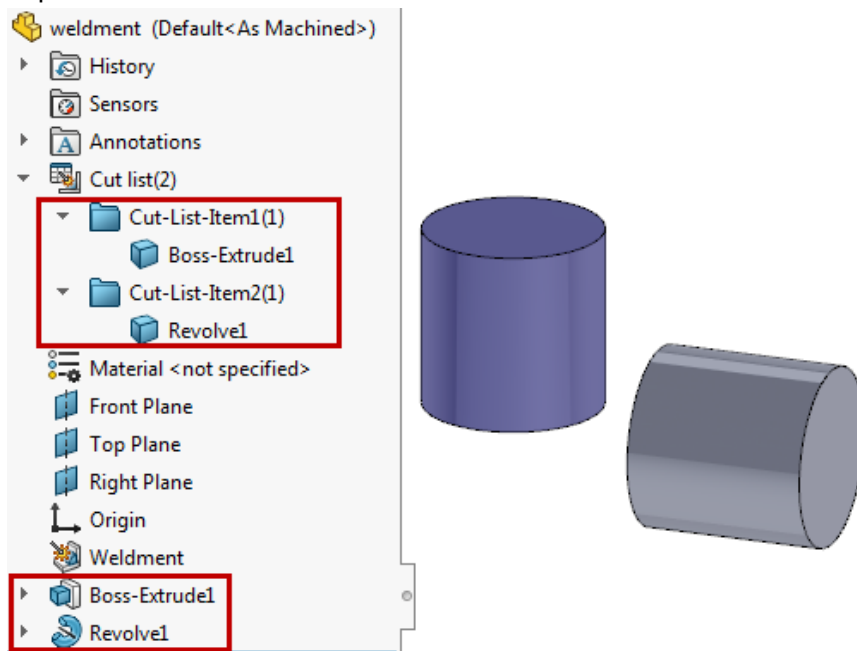 weldment (Default<As Machined>)
History
Sensors
Annotations
Cut list(2)
Cut-List-Item1(1)
Boss-Extrude1
Cut-List-Item2(1)
Revolve1
Material <not specified>
Front Plane
Top Plane
Right Plane
Origin
Weldment
Boss-Extrude1
Revolve1